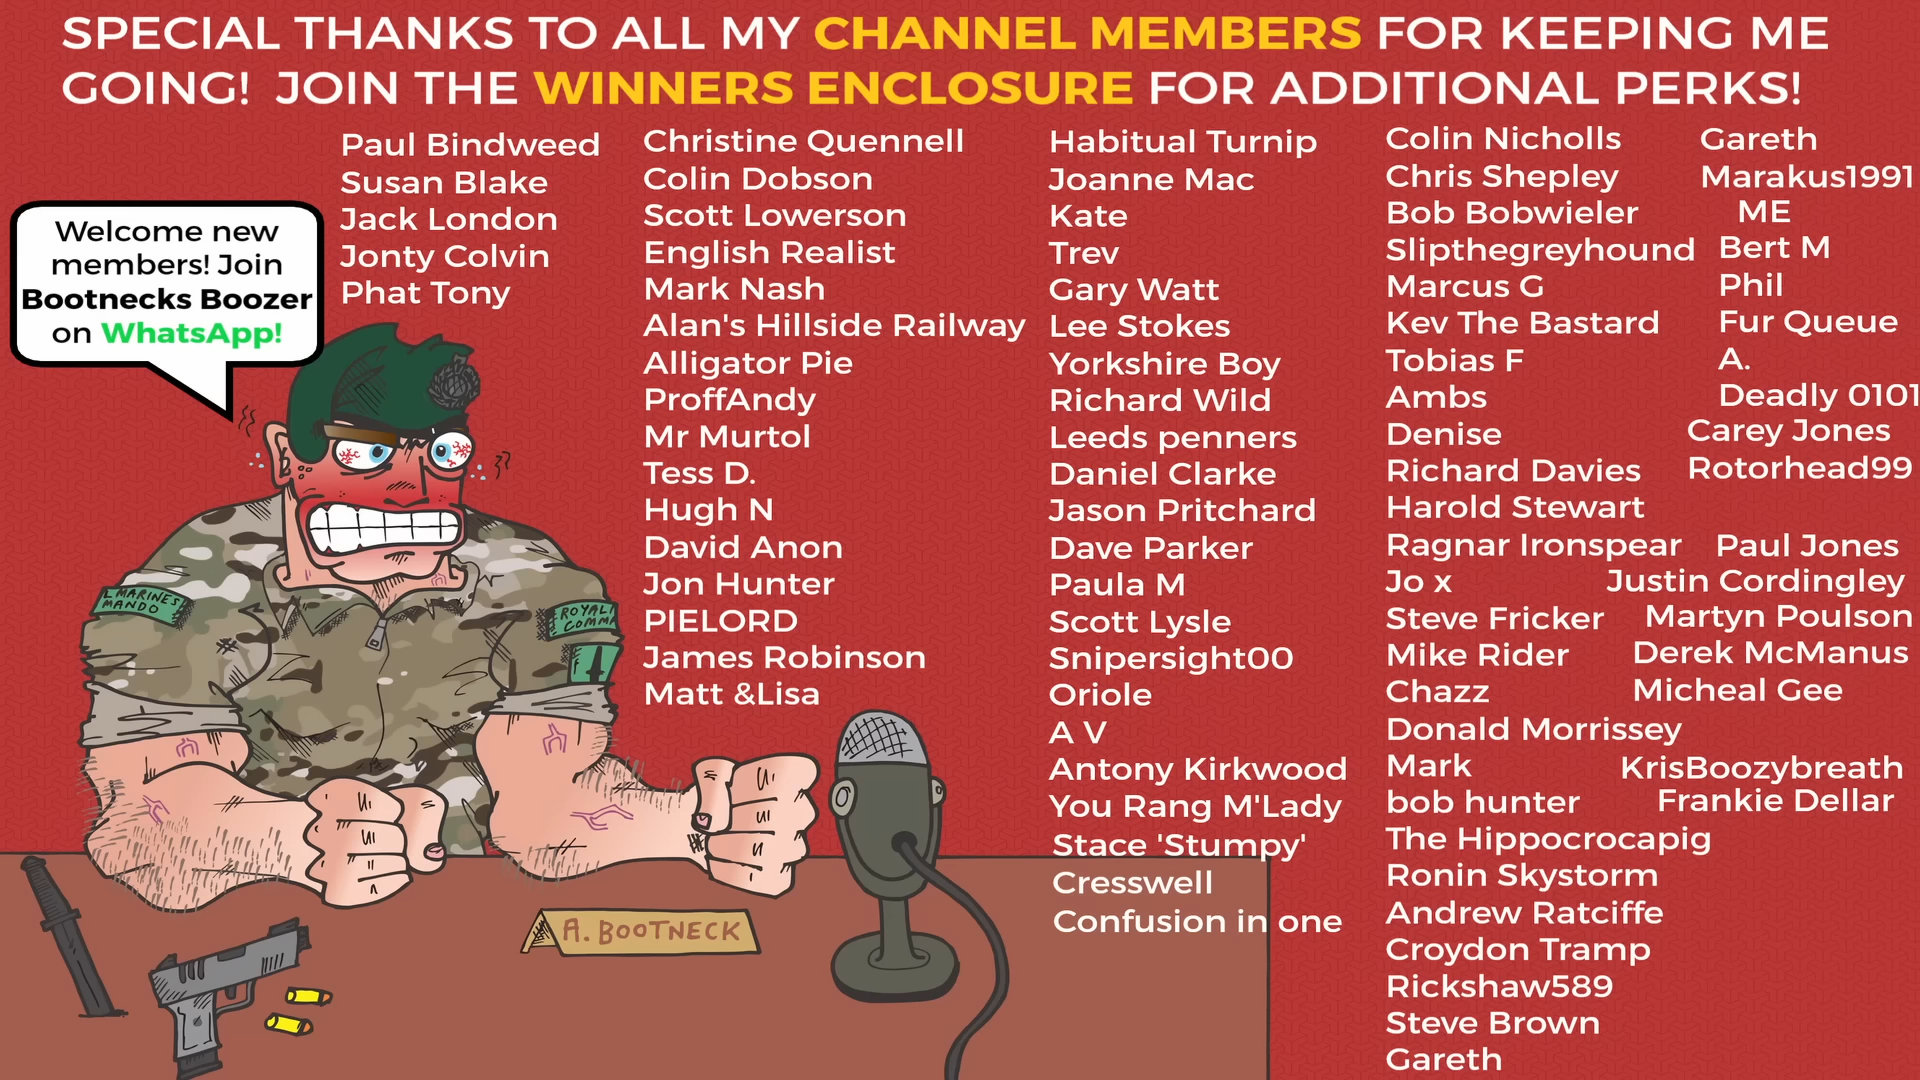 SPECIAL THANKS TO ALL MY CHANNEL MEMBERS FOR KEEPING ME
GOING! JOIN THE WINNERS ENCLOSURE FOR ADDITIONAL PERKS!
Welcome new
members! Join
Bootnecks Boozer
on WhatsApp!
Paul Bindweed
Susan Blake
Jack London
Jonty Colvin
Phat Tony
Christine Quennell
Colin Dobson
Scott Lowerson
English Realist
Mark Nash
Alan's Hillside Railway
Alligator Pie
ProffAndy
Mr Murtol
Tess D.
Hugh N
David Anon
Jon Hunter
PIELORD
James Robinson
Matt &Lisa
Habitual Turnip
Joanne Mac
Kate
Trev
Gary Watt
Lee Stokes
Yorkshire Boy
Richard Wild
Leeds penners
Daniel Clarke
Jason Pritchard
Dave Parker
Paula M
Scott Lysle
Snipersight00
Oriole
A V
Antony Kirkwood
You Rang M'Lady
Stace 'Stumpy'
Cresswell
Confusion in one
Colin Nicholls
Chris Shepley
Bob Bobwieler
Slipthegreyhound
Marcus G
Kev The Bastard
Tobias F
Ambs
Denise
Richard Davies
Harold Stewart
Ragnar Ironspear
Jo x
Steve Fricker
Mike Rider
Chazz
Donald Morrissey
Mark
bob hunter
The Hippocrocapig
Ronin Skystorm
Andrew Ratciffe
Croydon Tramp
Rickshaw589
Steve Brown
Gareth
Gareth
Marakus1991
ME
Bert M
Phil
Fur Queue
A.
Deadly 0101
Carey Jones
Rotorhead99
Paul Jones
Justin Cordingley
Martyn Poulson
Derek McManus
Micheal Gee
KrisBoozybreath
Frankie Dellar
L MARINES
MANDO
ROYAL
COMMA
A. BOOTNECK